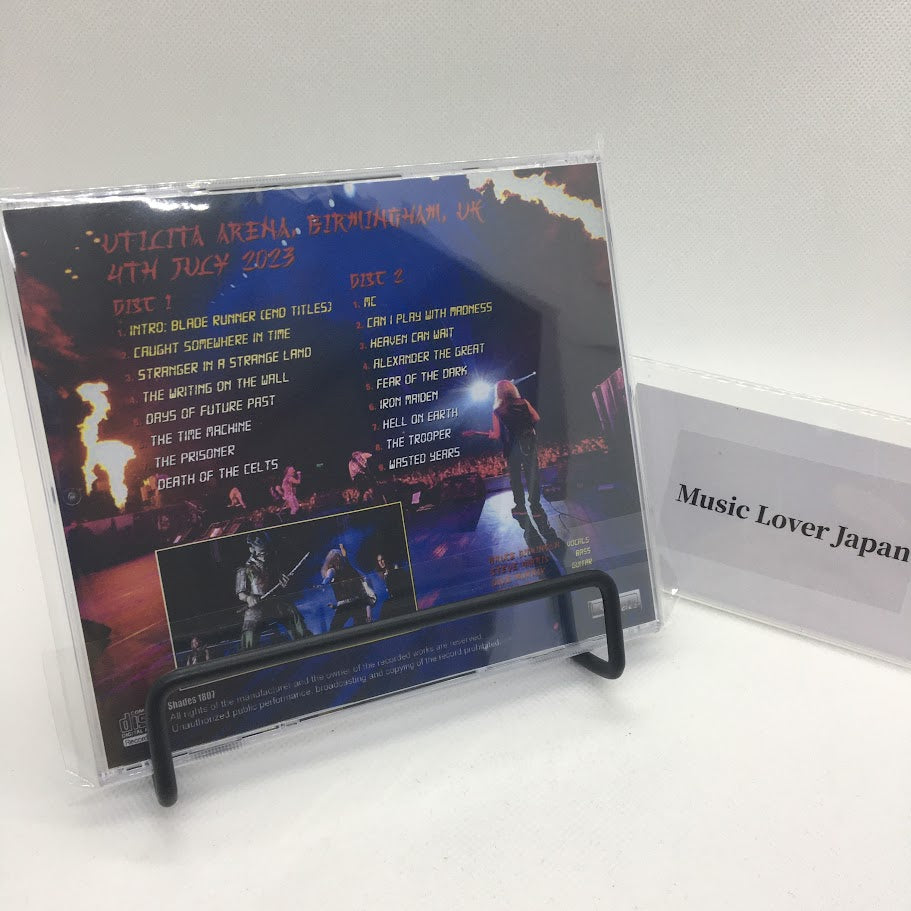 UTILITA ARENA, BIRMINGHAM, UK
4TH JULY 2023
DISC 1
1. INTRO: BLADE RUNNER (END TITLES)
2. CAUGHT SOMEWHERE IN TIME
3. STRANGER IN A STRANGE LAND
4. THE WRITING ON THE WALL
5. DAYS OF FUTURE PAST
THE TIME MACHINE
THE PRISONER
DEATH OF THE CELTS
DISC 2
1. MC
2. CAN I PLAY WITH MADNESS
3. HEAVEN CAN WAIT
4. ALEXANDER THE GREAT
5. FEAR OF THE DARK
6. IRON MAIDEN
7. HELL ON EARTH
8. THE TROOPER
9. WASTED YEARS
VOCALS
BASS
GUITAR
Shades 1807
All rights of the manufacturer and the owner of the recorded works are reserved.
Unauthorized public performance, broadcasting and copying of the record prohibited.
Music Lover Japan